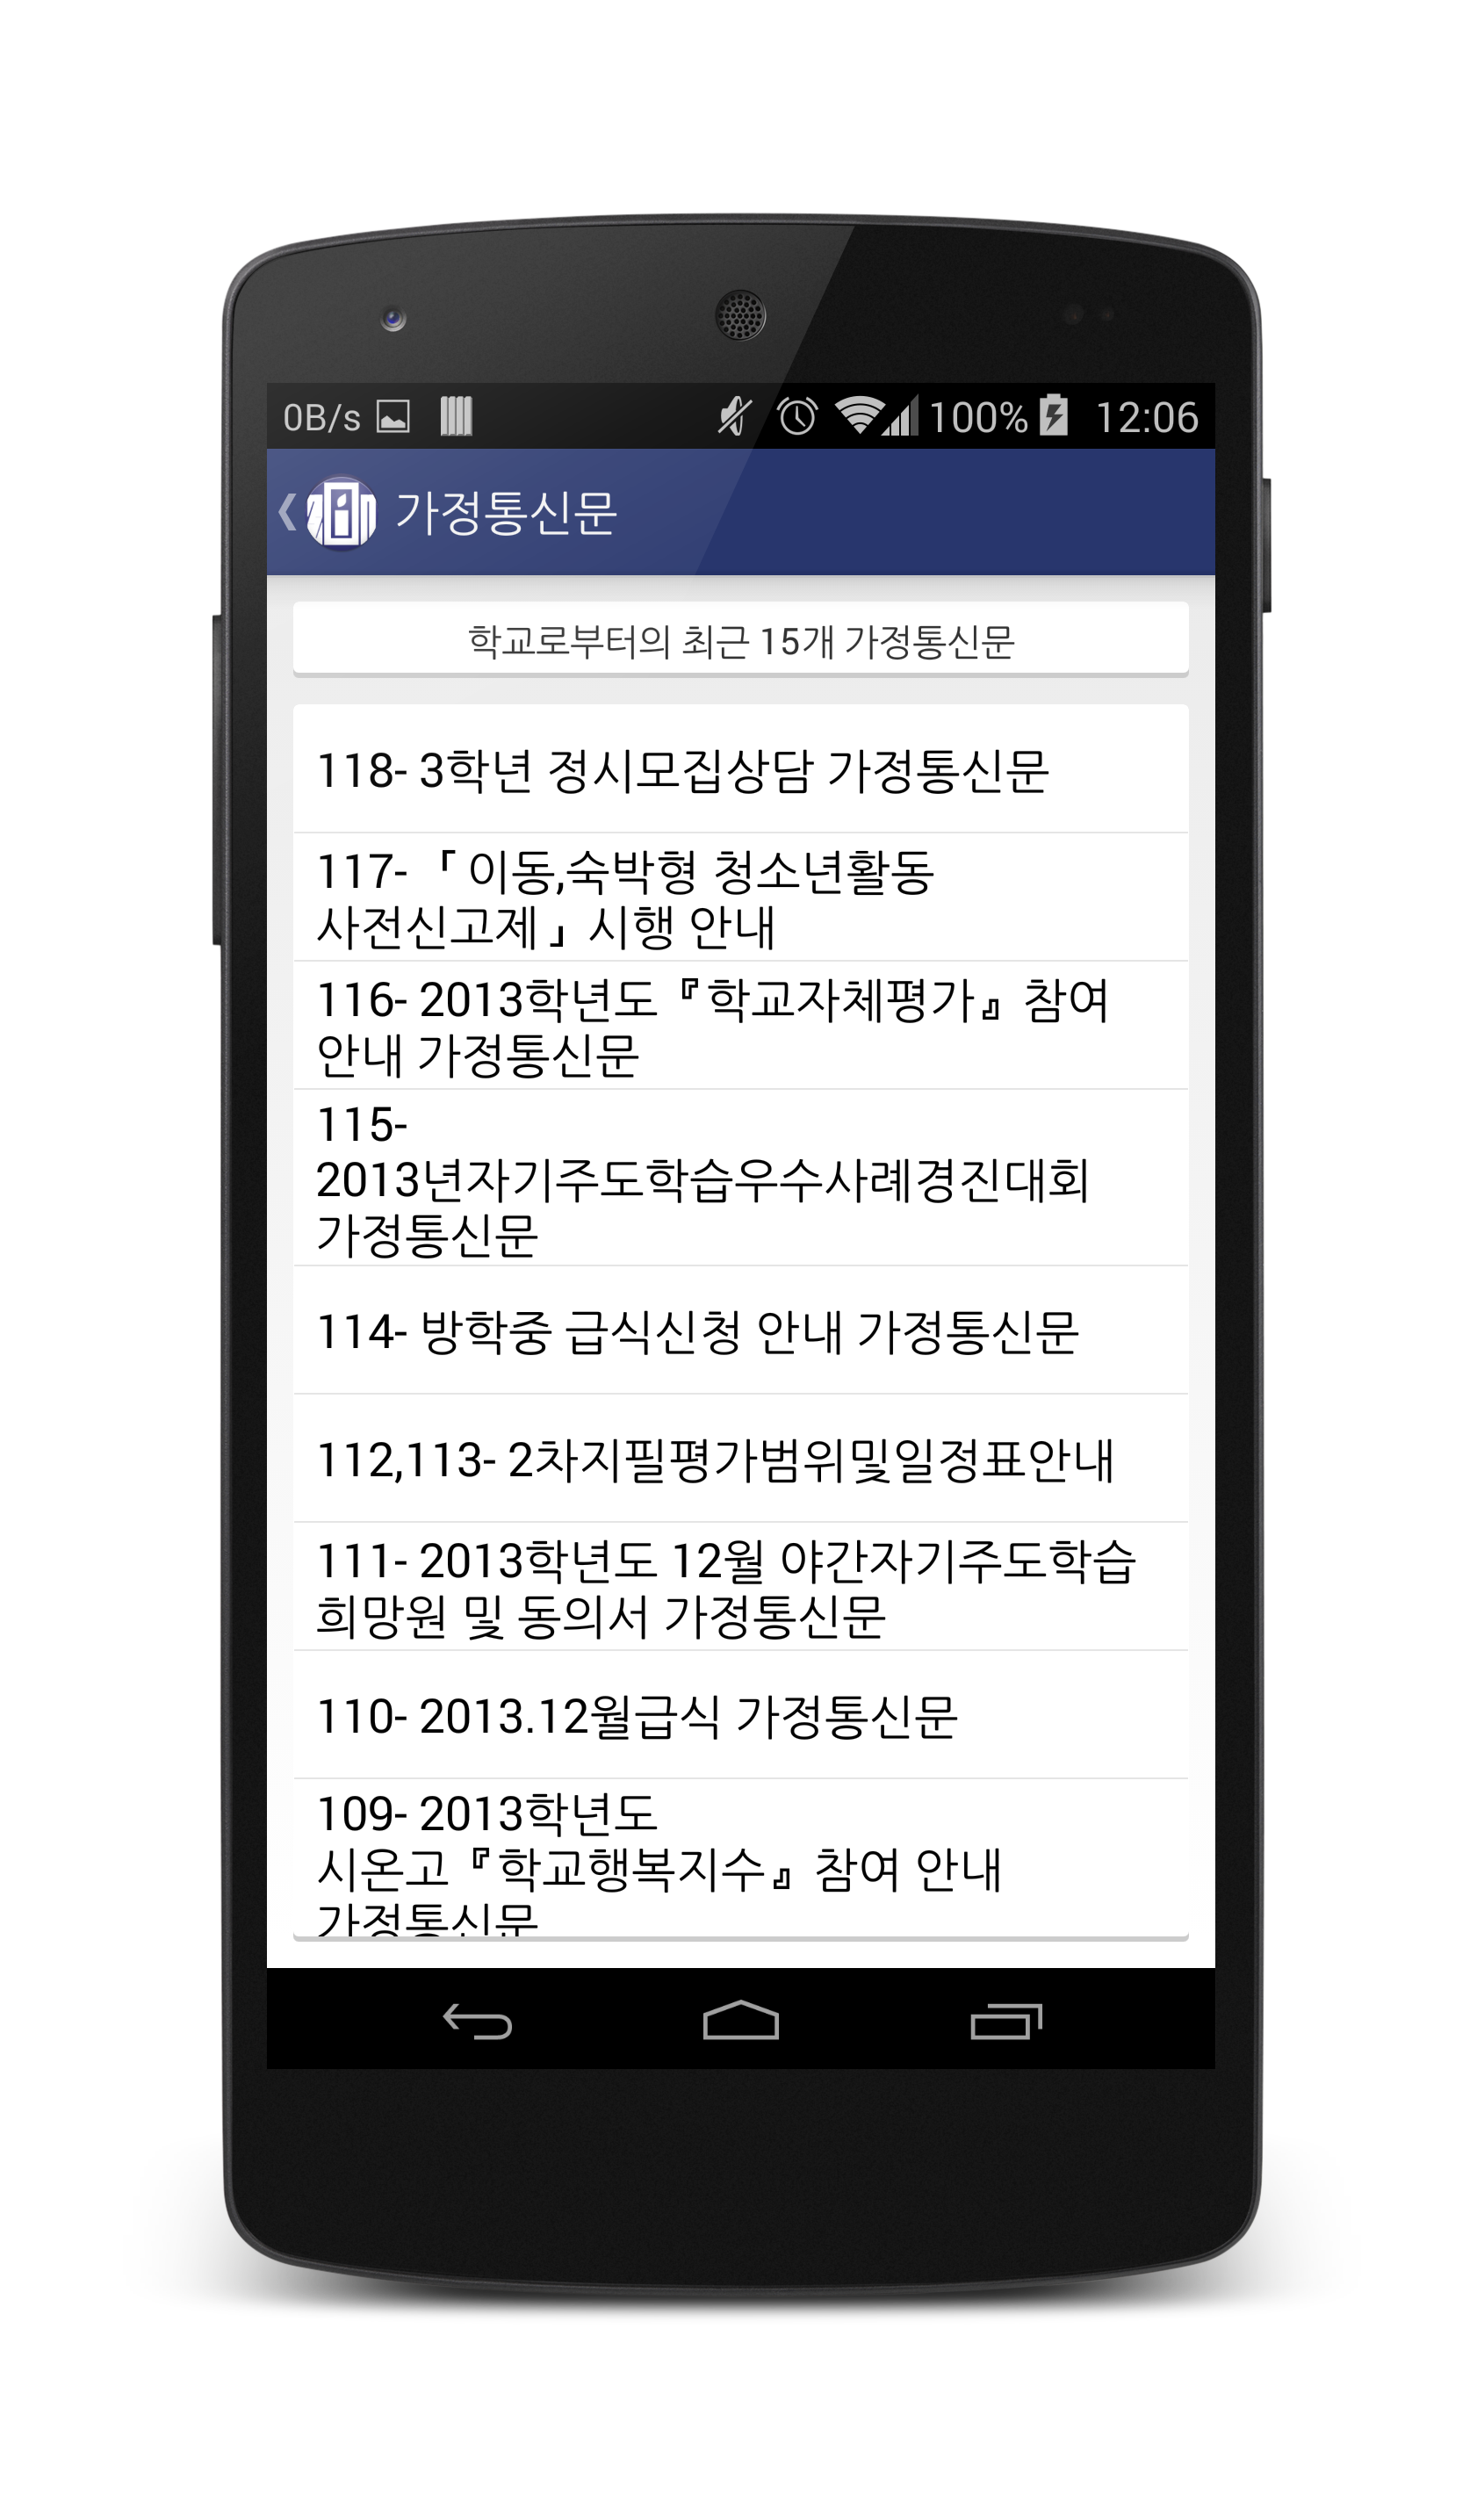 0B/s 100% 12:06
가정통신문
학교로부터의 최근 15개 가정통신문
118- 3학년 정시모집상담 가정통신문
117- 「이동,숙박형 청소년활동
사전신고제」 시행 안내
116- 2013학년도『학교자체평가』참여
안내 가정통신문
115-
2013년자기주도학습우수사례경진대회
가정통신문
114- 방학중 급식신청 안내 가정통신문
112,113- 2차지필평가범위및일정표안내
111- 2013학년도 12월 야간자기주도학습
희망원 및 동의서 가정통신문
110- 2013.12월급식 가정통신문
109- 2013학년도
시온고『학교행복지수』참여 안내
가정통신문